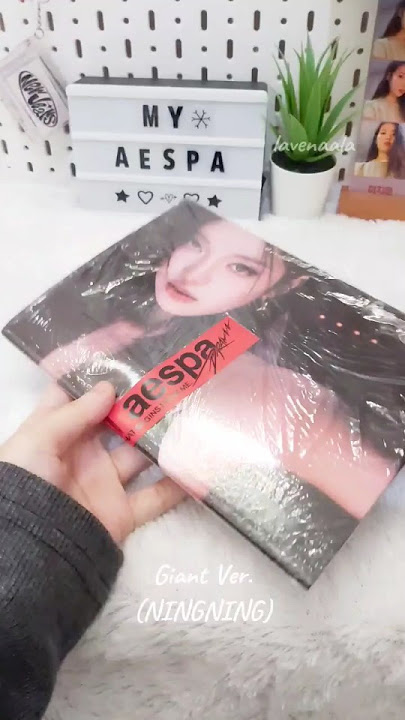 MY
AESPA
lavenaala
aespa
Giant Ver.
(NINGNING)